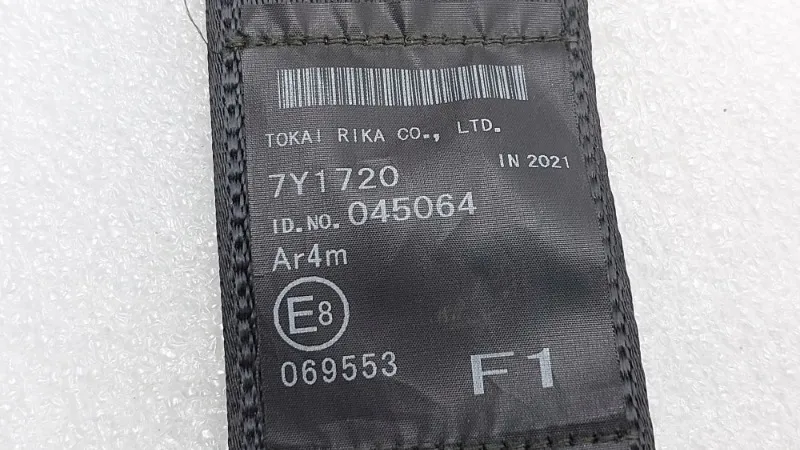 TOKAI RIKA CO., LTD.
IN 2021
7Y1720
ID.NO. 045064
Ar4m
E8
069553
F1